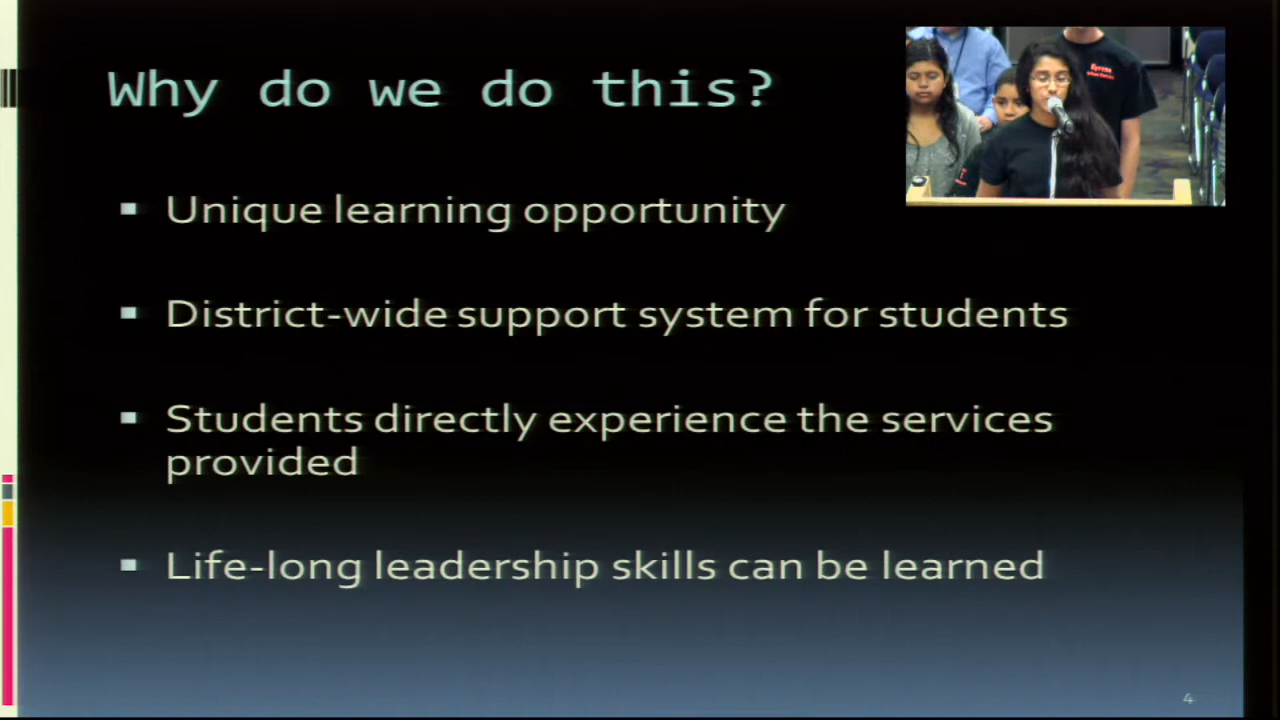 Why do we do this?
Unique learning opportunity
District-wide support system for students
Students directly experience the services
provided
Life-long leadership skills can be learned
4
Kyrene